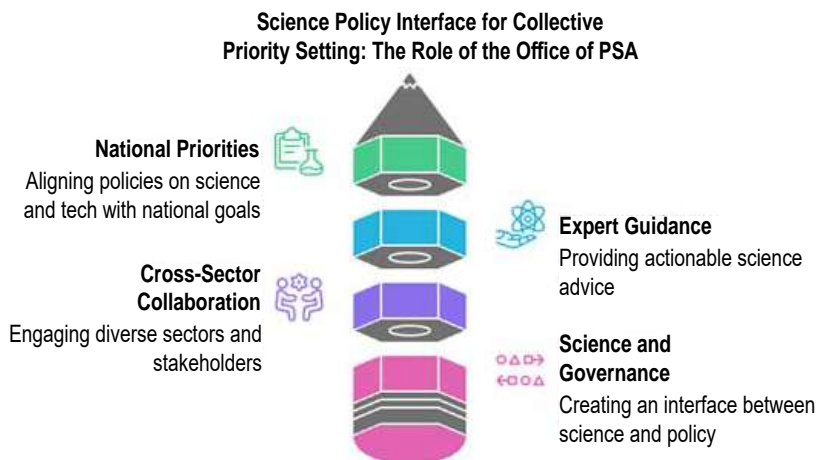 Science Policy Interface for Collective
Priority Setting: The Role of the Office of PSA
National Priorities
Aligning policies on science
and tech with national goals
Expert Guidance
Providing actionable science
advice
Cross-Sector
Collaboration
Engaging diverse sectors and
stakeholders
Science and
Governance
Creating an interface between
science and policy